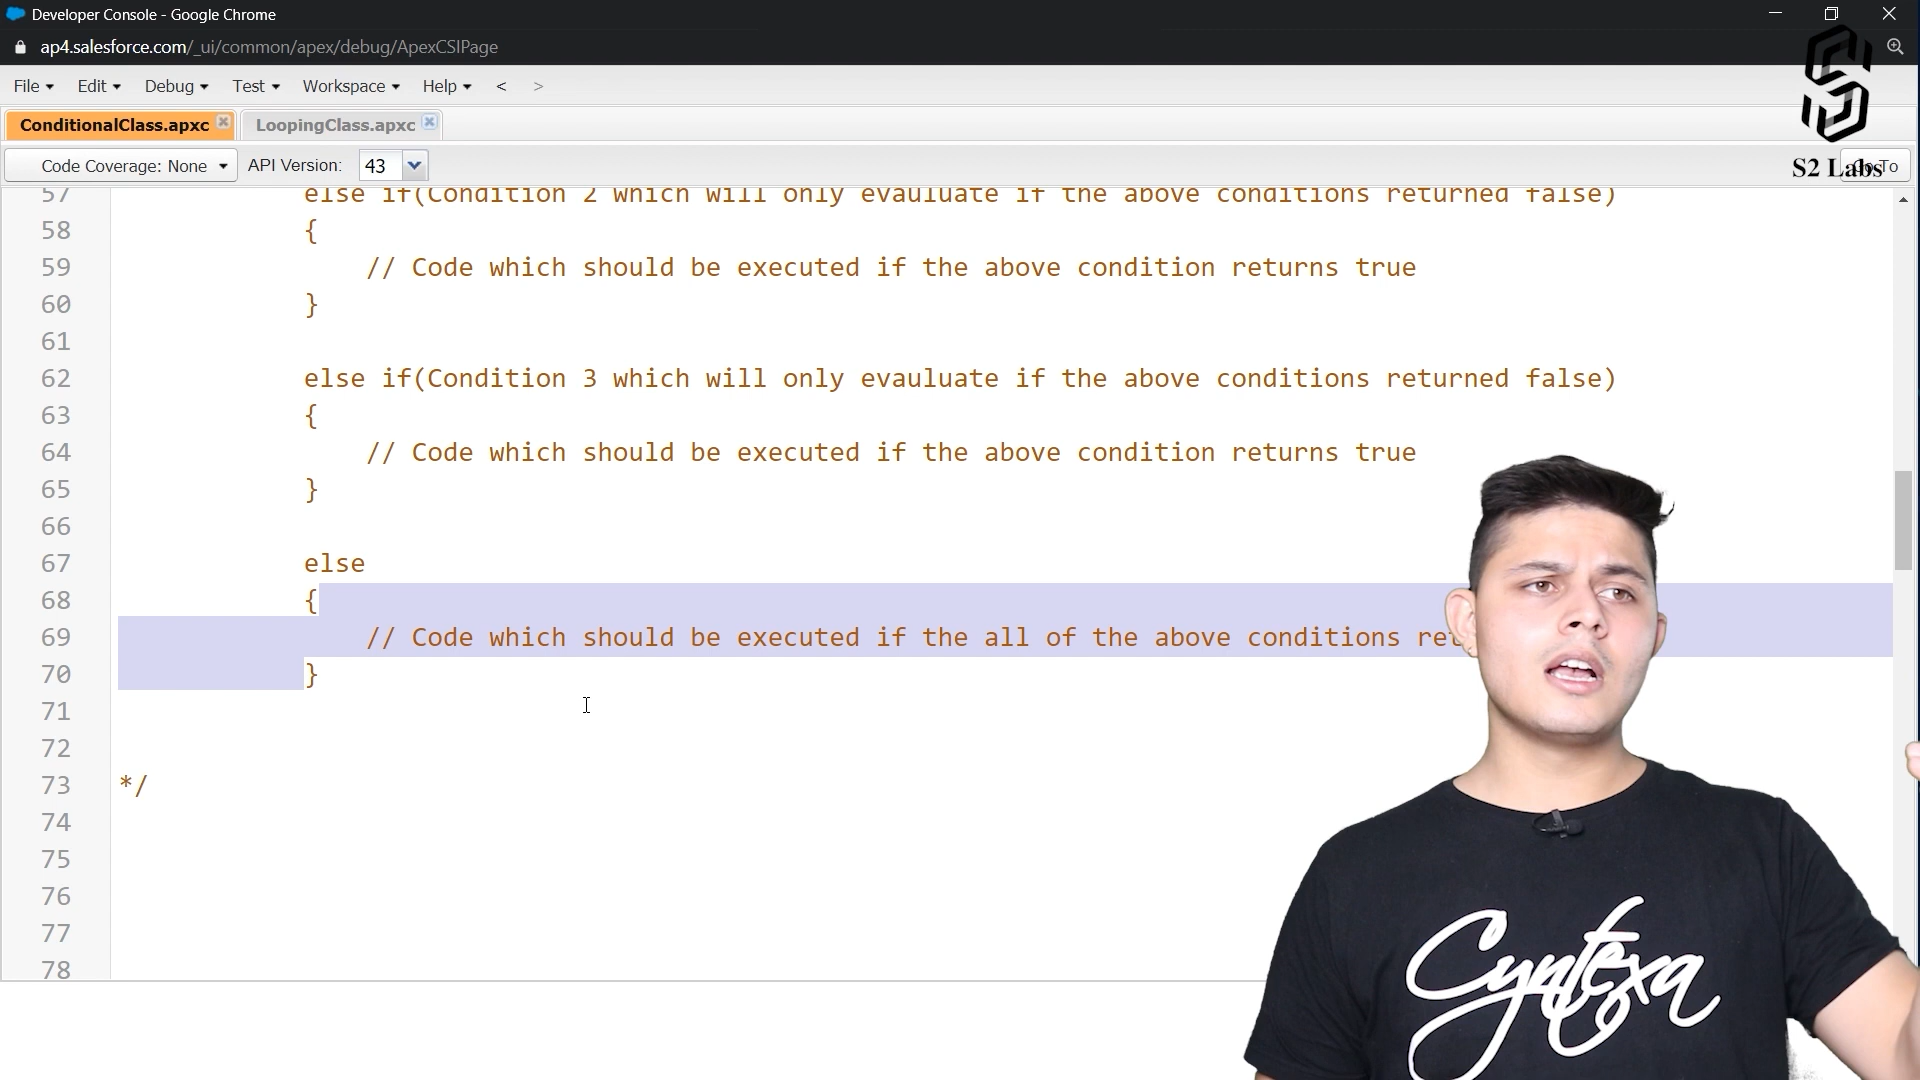 Developer Console - Google Chrome
ap4.salesforce.com/_ui/common/apex/debug/ApexCSIPage
File Edit Debug Test Workspace Help < >
ConditionalClass.apxc LoopingClass.apxc
Code Coverage: None API Version: 43 Go To
S2 Labs
57 else if(Condition 2 which will only evauluate if the above conditions returned false)
58 {
59 // Code which should be executed if the above condition returns true
60 }
61
62 else if(Condition 3 which will only evauluate if the above conditions returned false)
63 {
64 // Code which should be executed if the above condition returns true
65 }
66
67 else
68 {
69 // Code which should be executed if the all of the above conditions
70 }
71
72
73 */
74
75
76
77
78
Cyntexa